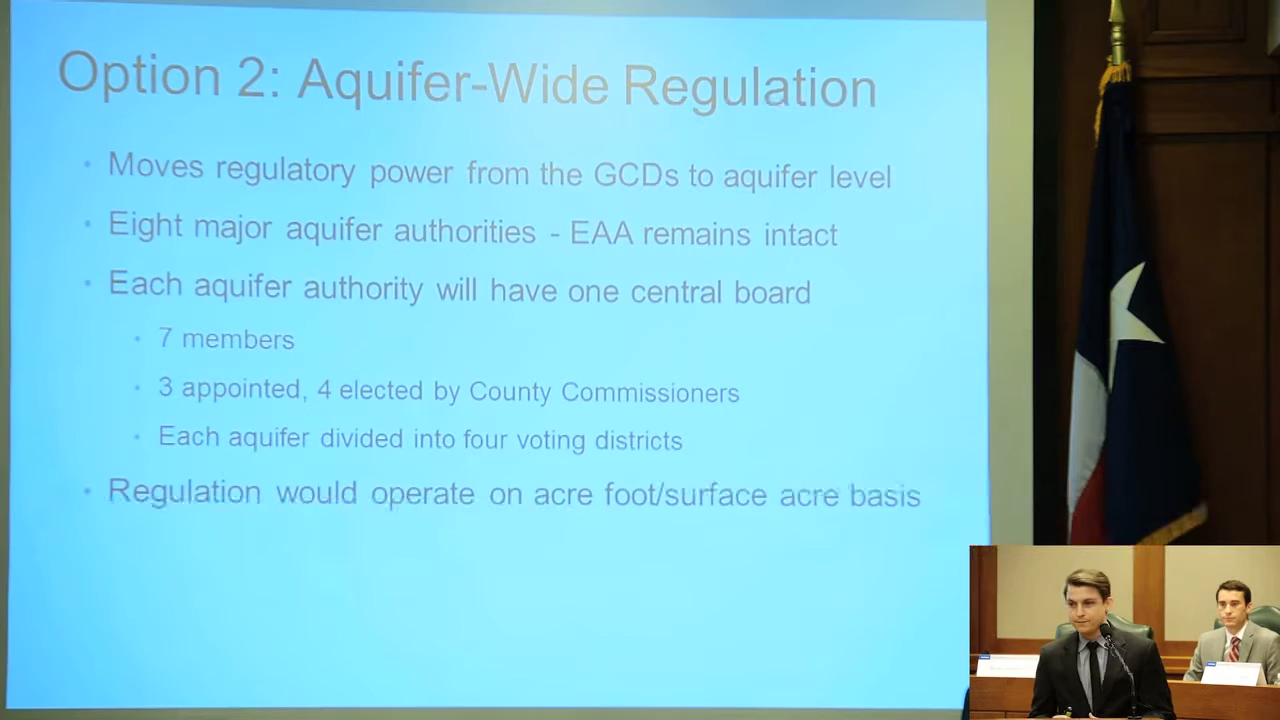 Option 2: Aquifer-Wide Regulation
• Moves regulatory power from the GCDs to aquifer level
• Eight major aquifer authorities - EAA remains intact
• Each aquifer authority will have one central board
• 7 members
• 3 appointed, 4 elected by County Commissioners
• Each aquifer divided into four voting districts
• Regulation would operate on acre foot/surface acre basis